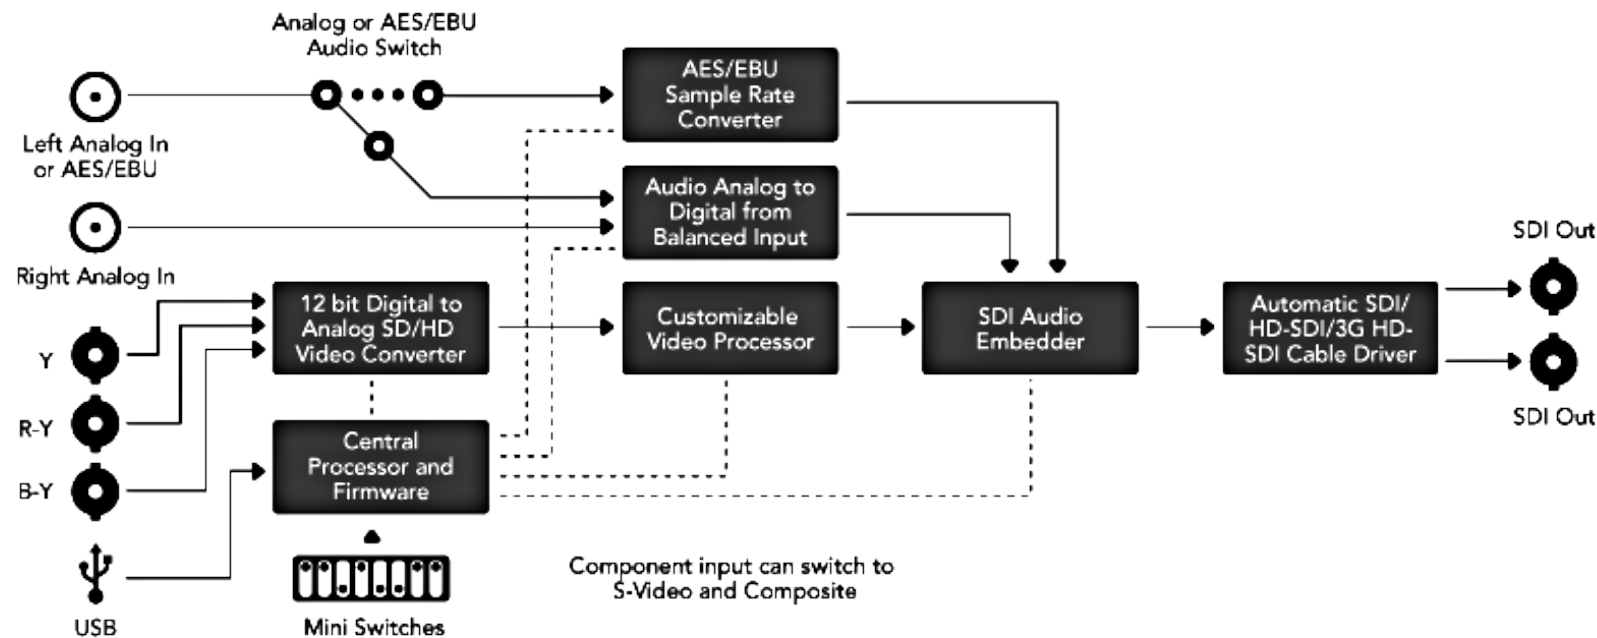 Analog or AES/EBU
Audio Switch
Left Analog In
or AES/EBU
Right Analog In
Y
R-Y
B-Y
USB
AES/EBU
Sample Rate
Converter
Audio Analog to
Digital from
Balanced Input
12 bit Digital to
Analog SD/HD
Video Converter
Customizable
Video Processor
SDI Audio
Embedder
Automatic SDI/
HD-SDI/3G HD-
SDI Cable Driver
SDI Out
SDI Out
Central
Processor and
Firmware
Mini Switches
Component input can switch to
S-Video and Composite